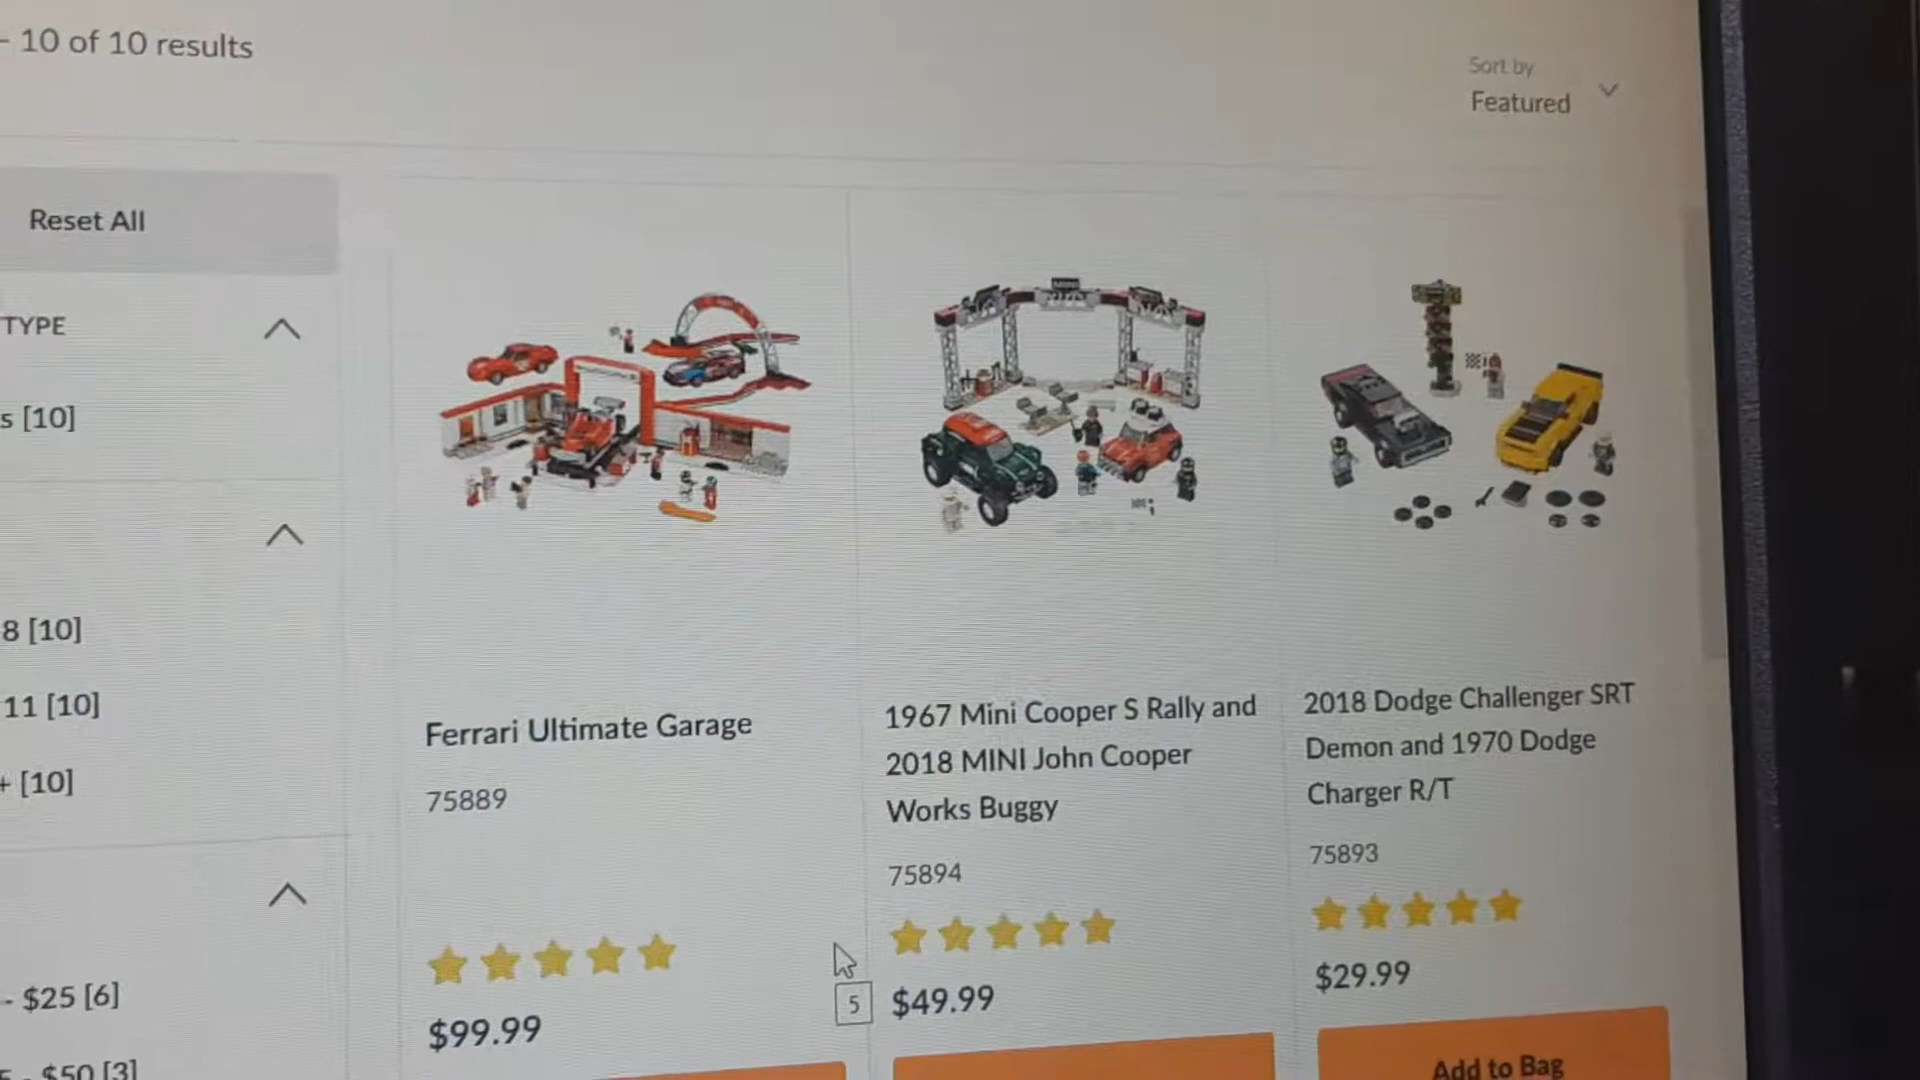 - 10 of 10 results
Sort by
Featured
Reset All
TYPE
s [10]
8 [10]
11 [10]
+ [10]
- $25 [6]
- $50 [3]
Ferrari Ultimate Garage
75889
$99.99
1967 Mini Cooper S Rally and
2018 MINI John Cooper
Works Buggy
75894
5
$49.99
2018 Dodge Challenger SRT
Demon and 1970 Dodge
Charger R/T
75893
$29.99
Add to Bag